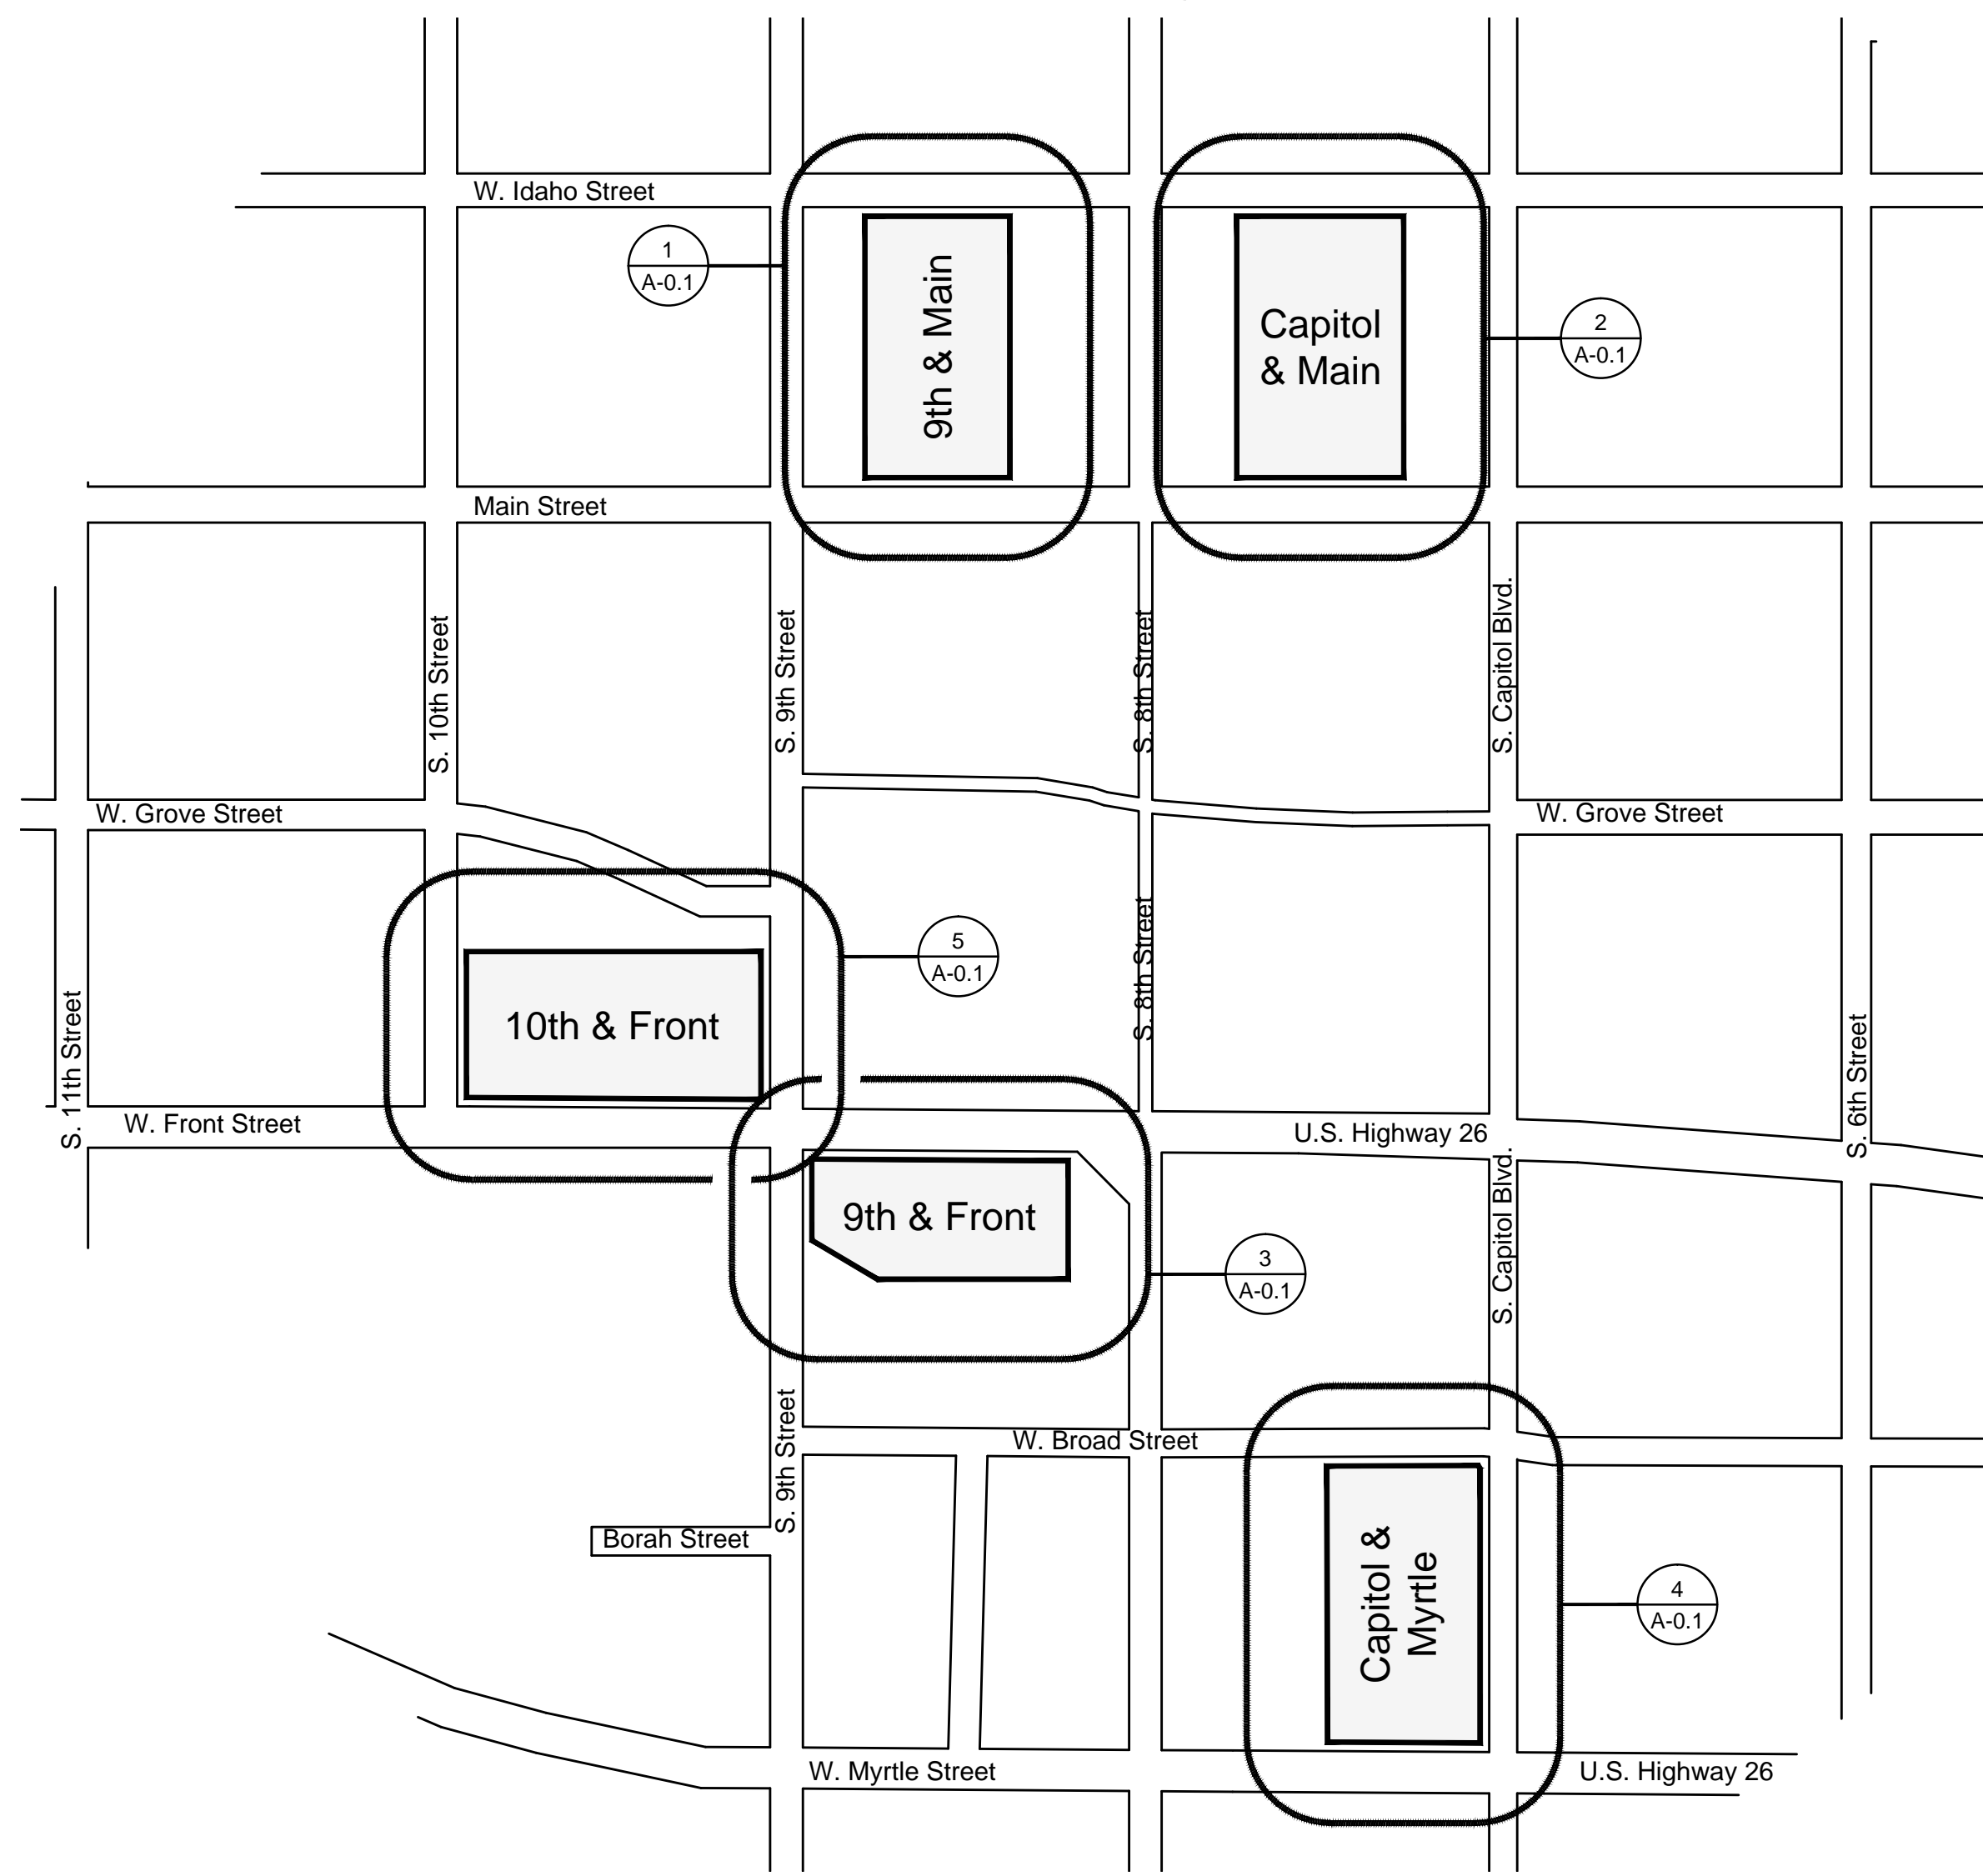 W. Idaho Street
1
A-0.1
9th & Main
Capitol
& Main
2
A-0.1
Main Street
S. 10th Street
S. 9th Street
S. 8th Street
S. Capitol Blvd.
W. Grove Street
W. Grove Street
5
A-0.1
S. 8th Street
10th & Front
S. 11th Street
S. 6th Street
W. Front Street
U.S. Highway 26
9th & Front
S. Capitol Blvd.
3
A-0.1
S. 9th Street
W. Broad Street
Borah Street
Capitol &
Myrtle
4
A-0.1
W. Myrtle Street
U.S. Highway 26